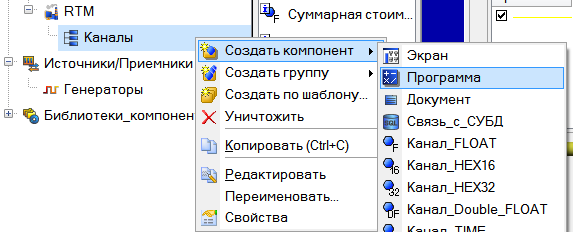 RTM
Каналы
Источники/Приемники
Генераторы
Библиотеки_компонен
Суммарная стоим...
Создать компонент
Создать группу
Создать по шаблону...
Уничтожить
Копировать (Ctrl+C)
Редактировать
Переименовать...
Свойства
Экран
Программа
Документ
Связь_с_СУБД
Канал_FLOAT
Канал_HEX16
Канал_HEX32
Канал_Double_FLOAT
Канал_TIME